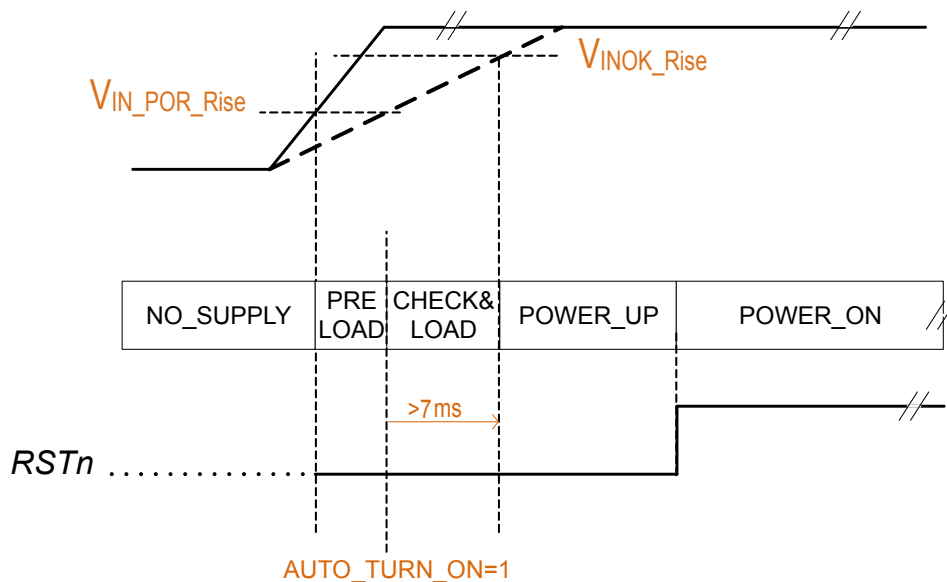 VINOK_Rise
VIN_POR_Rise
NO_SUPPLY
PRE
LOAD
CHECK&
LOAD
POWER_UP
POWER_ON
>7ms
RSTn
AUTO_TURN_ON=1